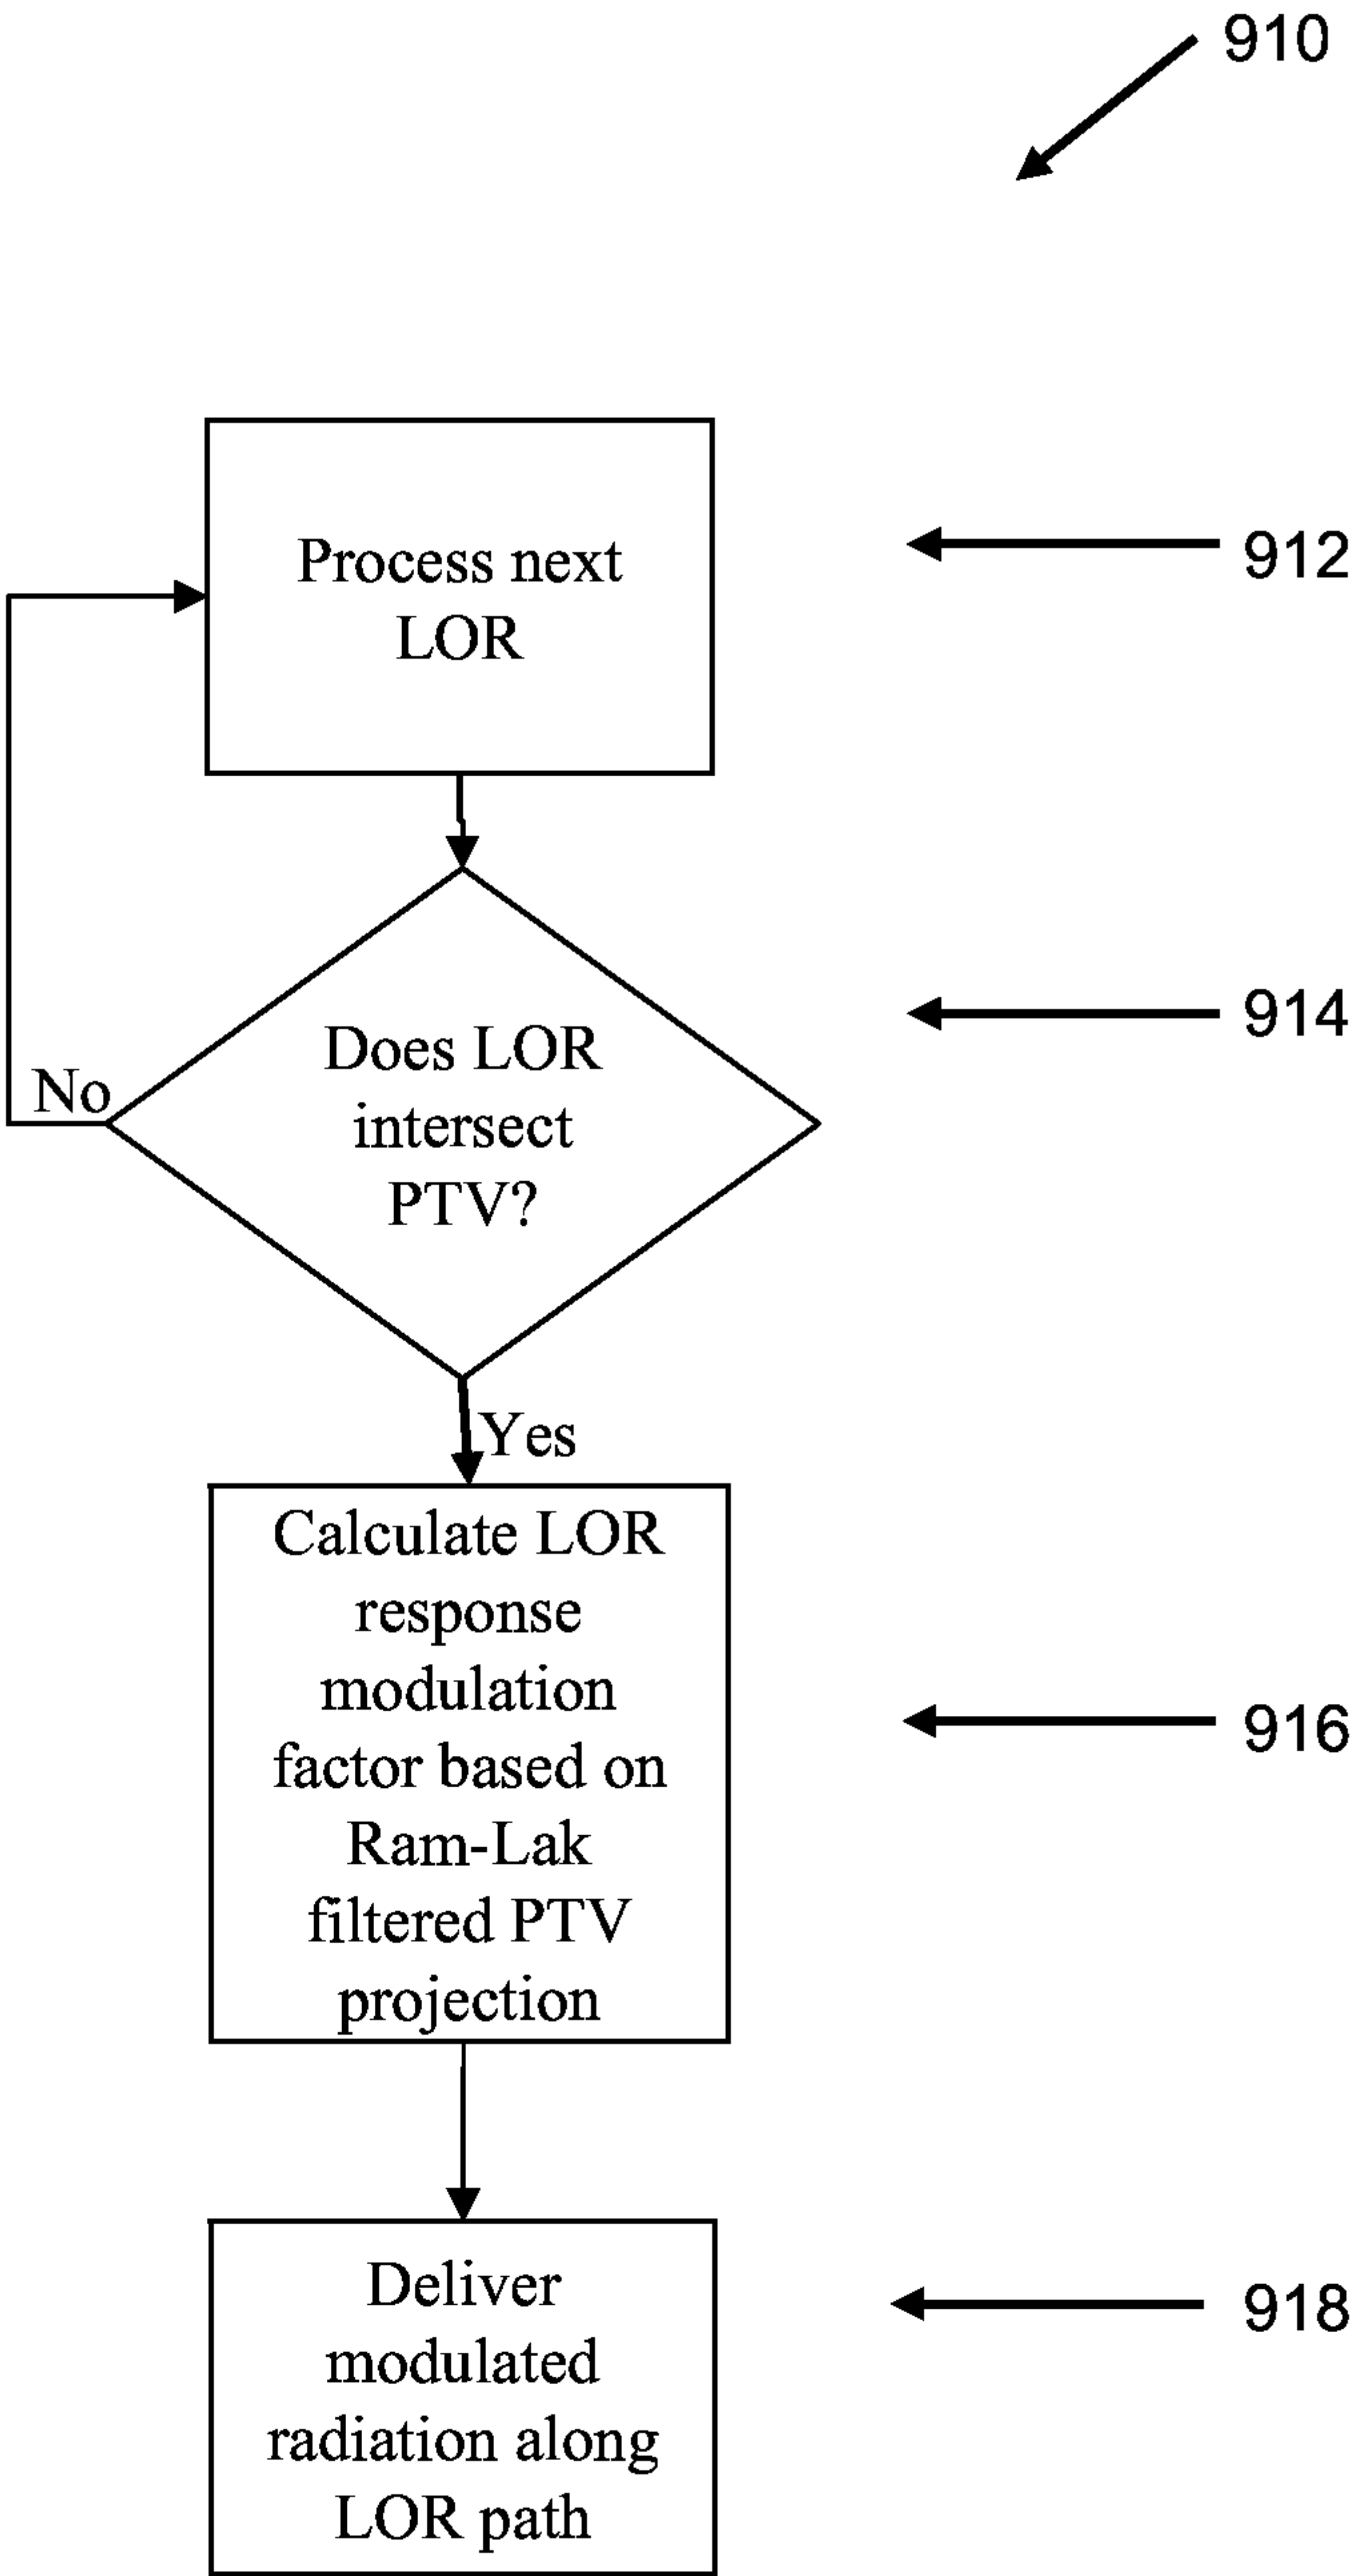 910
Process next
LOR
912
Does LOR
intersect
PTV?
914
No
Yes
Calculate LOR
response
modulation
factor based on
Ram-Lak
filtered PTV
projection
916
Deliver
modulated
radiation along
LOR path
918